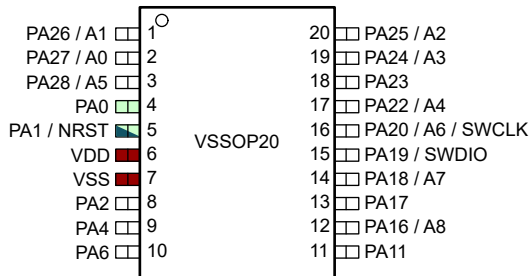 PA26 / A1 1 20 PA25 / A2
PA27 / A0 2 19 PA24 / A3
PA28 / A5 3 18 PA23
PA0 4 17 PA22 / A4
PA1 / NRST 5 16 PA20 / A6 / SWCLK
VDD 6 VSSOP20 15 PA19 / SWDIO
VSS 7 14 PA18 / A7
PA2 8 13 PA17
PA4 9 12 PA16 / A8
PA6 10 11 PA11